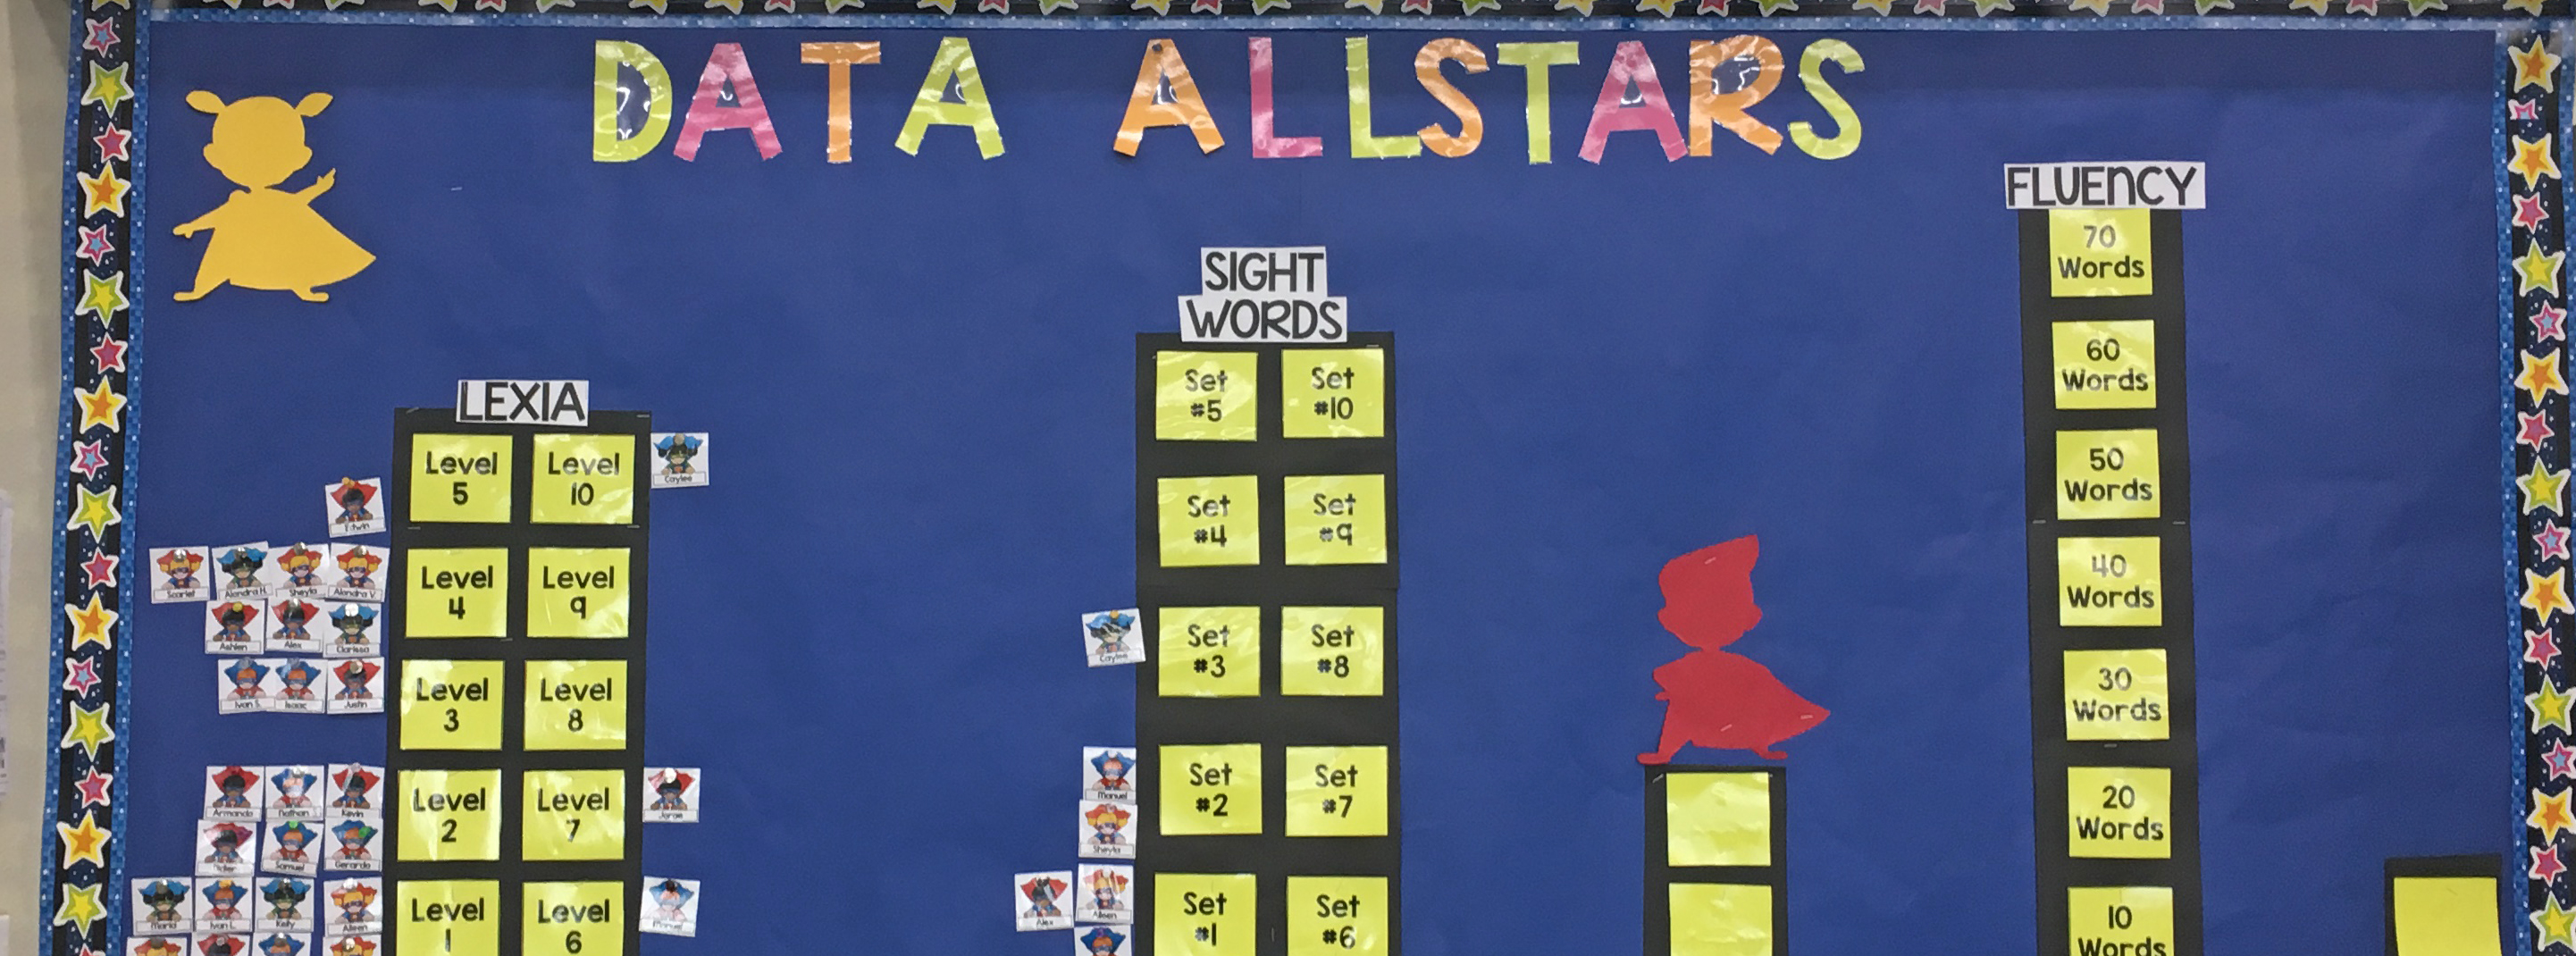 DATA ALLSTARS
FLUENCY
70
Words
60
Words
50
Words
40
Words
30
Words
20
Words
10
Words
SIGHT
WORDS
Set
#5
Set
#10
Set
#4
Set
#9
Set
#3
Set
#8
Set
#2
Set
#7
Set
#1
Set
#6
Caylee
Manuel
Sheyla
Alex
Aileen
LEXIA
Level
5
Level
10
Level
4
Level
9
Level
3
Level
8
Level
2
Level
7
Level
1
Level
6
Caylee
Edwin
Scarlet
Alondra H.
Sheyla
Alondra V.
Ashlen
Alex
Clarissa
Ivan S.
Isaac
Justin
Armando
Nathan
Kevin
Jorge
Samuel
Gerardo
Maria
Ivan L.
Kelly
Aileen
Manuel